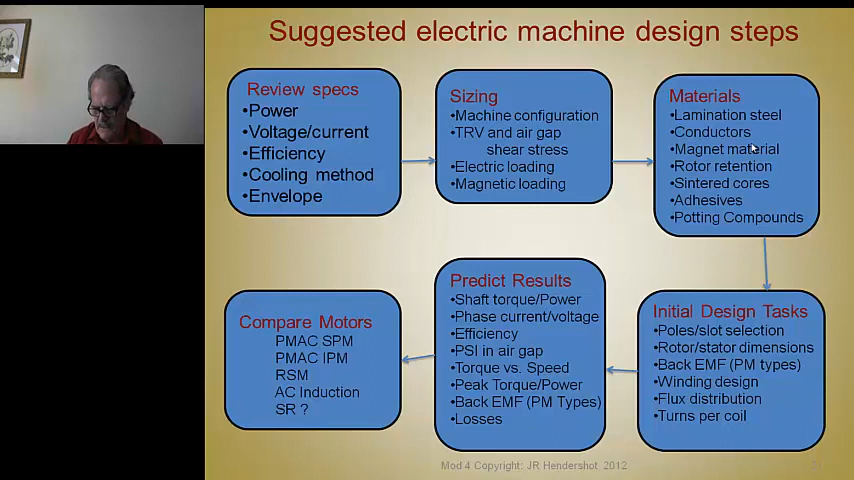 Suggested electric machine design steps
Review specs
•Power
•Voltage/current
•Efficiency
•Cooling method
•Envelope
Sizing
•Machine configuration
•TRV and air gap
shear stress
•Electric loading
•Magnetic loading
Materials
•Lamination steel
•Conductors
•Magnet material
•Rotor retention
•Sintered cores
•Adhesives
•Potting Compounds
Initial Design Tasks
•Poles/slot selection
•Rotor/stator dimensions
•Back EMF (PM types)
•Winding design
•Flux distribution
•Turns per coil
Predict Results
•Shaft torque/Power
•Phase current/voltage
•Efficiency
•PSI in air gap
•Torque vs. Speed
•Peak Torque/Power
•Back EMF (PM Types)
•Losses
Compare Motors
PMAC SPM
PMAC IPM
RSM
AC Induction
SR ?
Mod 4 Copyright: JR Hendershot 2012